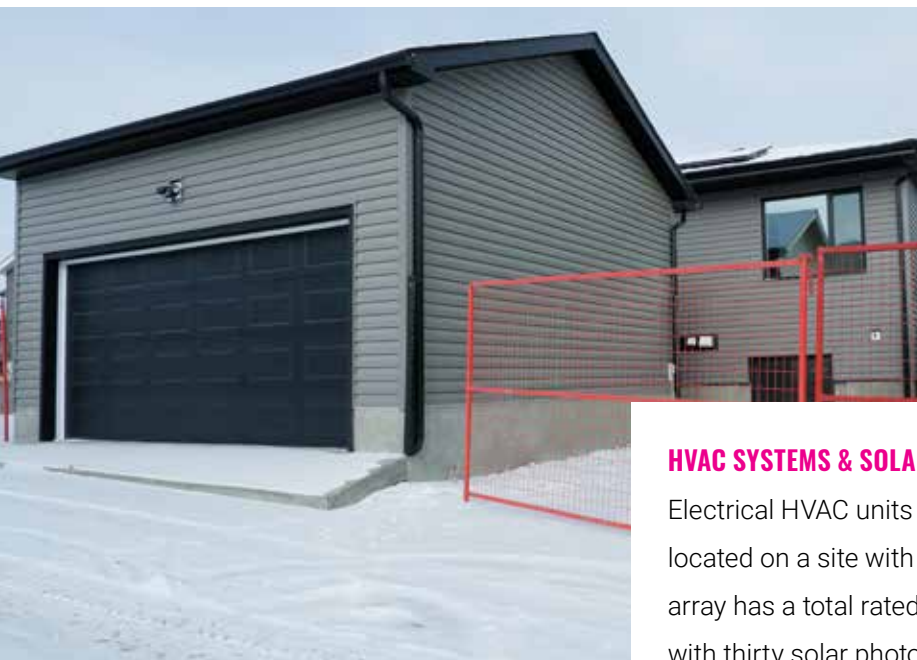 HVAC SYSTEMS & SOLA
Electrical HVAC units
located on a site with
array has a total rated
with thirty solar photo